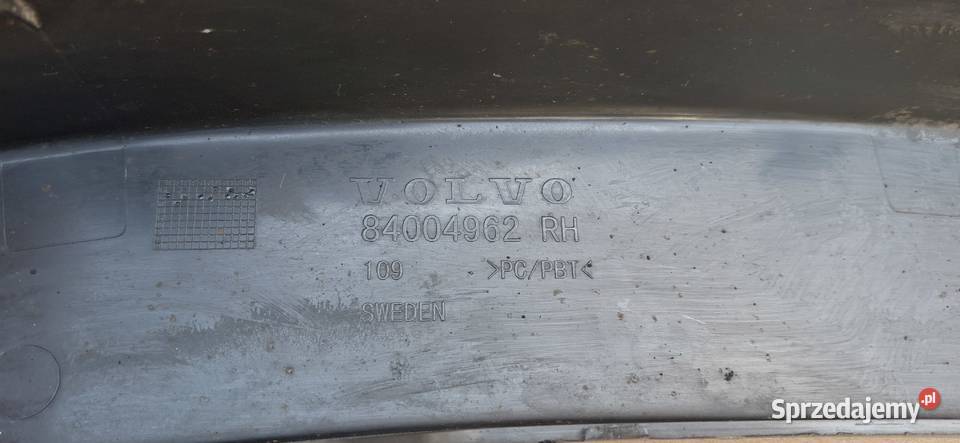 VOLVO
84004962 RH
109 >PC/PBT<
SWEDEN
Sprzedajemy.pl